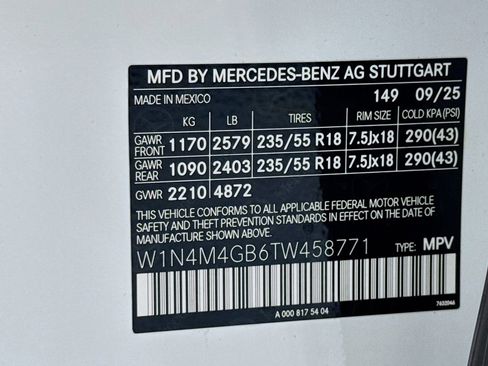 MFD BY MERCEDES-BENZ AG STUTTGART
MADE IN MEXICO 149 09/25
KG LB TIRES RIM SIZE COLD KPA(PSI)
GAWR FRONT 1170 2579 235/55 R18 7.5Jx18 290(43)
GAWR REAR 1090 2403 235/55 R18 7.5Jx18 290(43)
GVWR 2210 4872
THIS VEHICLE CONFORMS TO ALL APPLICABLE FEDERAL MOTOR VEHICLE
SAFETY AND THEFT PREVENTION STANDARDS IN EFFECT ON THE DATE OF
MANUFACTURE SHOWN ABOVE.
W1N4M4GB6TW458771 TYPE: MPV
A 000 817 54 04